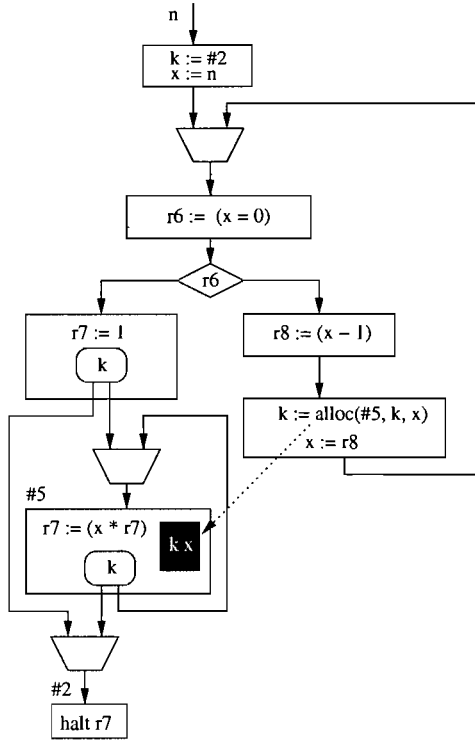 n
k := #2
x := n
r6 := (x = 0)
r6
r7 := 1
k
r8 := (x − 1)
k := alloc(#5, k, x)
x := r8
#5
r7 := (x * r7)
k x
k
#2
halt r7